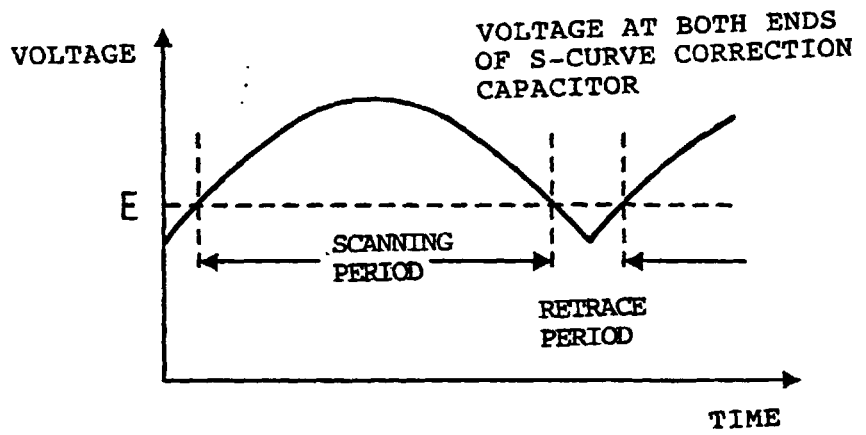 VOLTAGE
VOLTAGE AT BOTH ENDS
OF S-CURVE CORRECTION
CAPACITOR
E
SCANNING
PERIOD
RETRACE
PERIOD
TIME